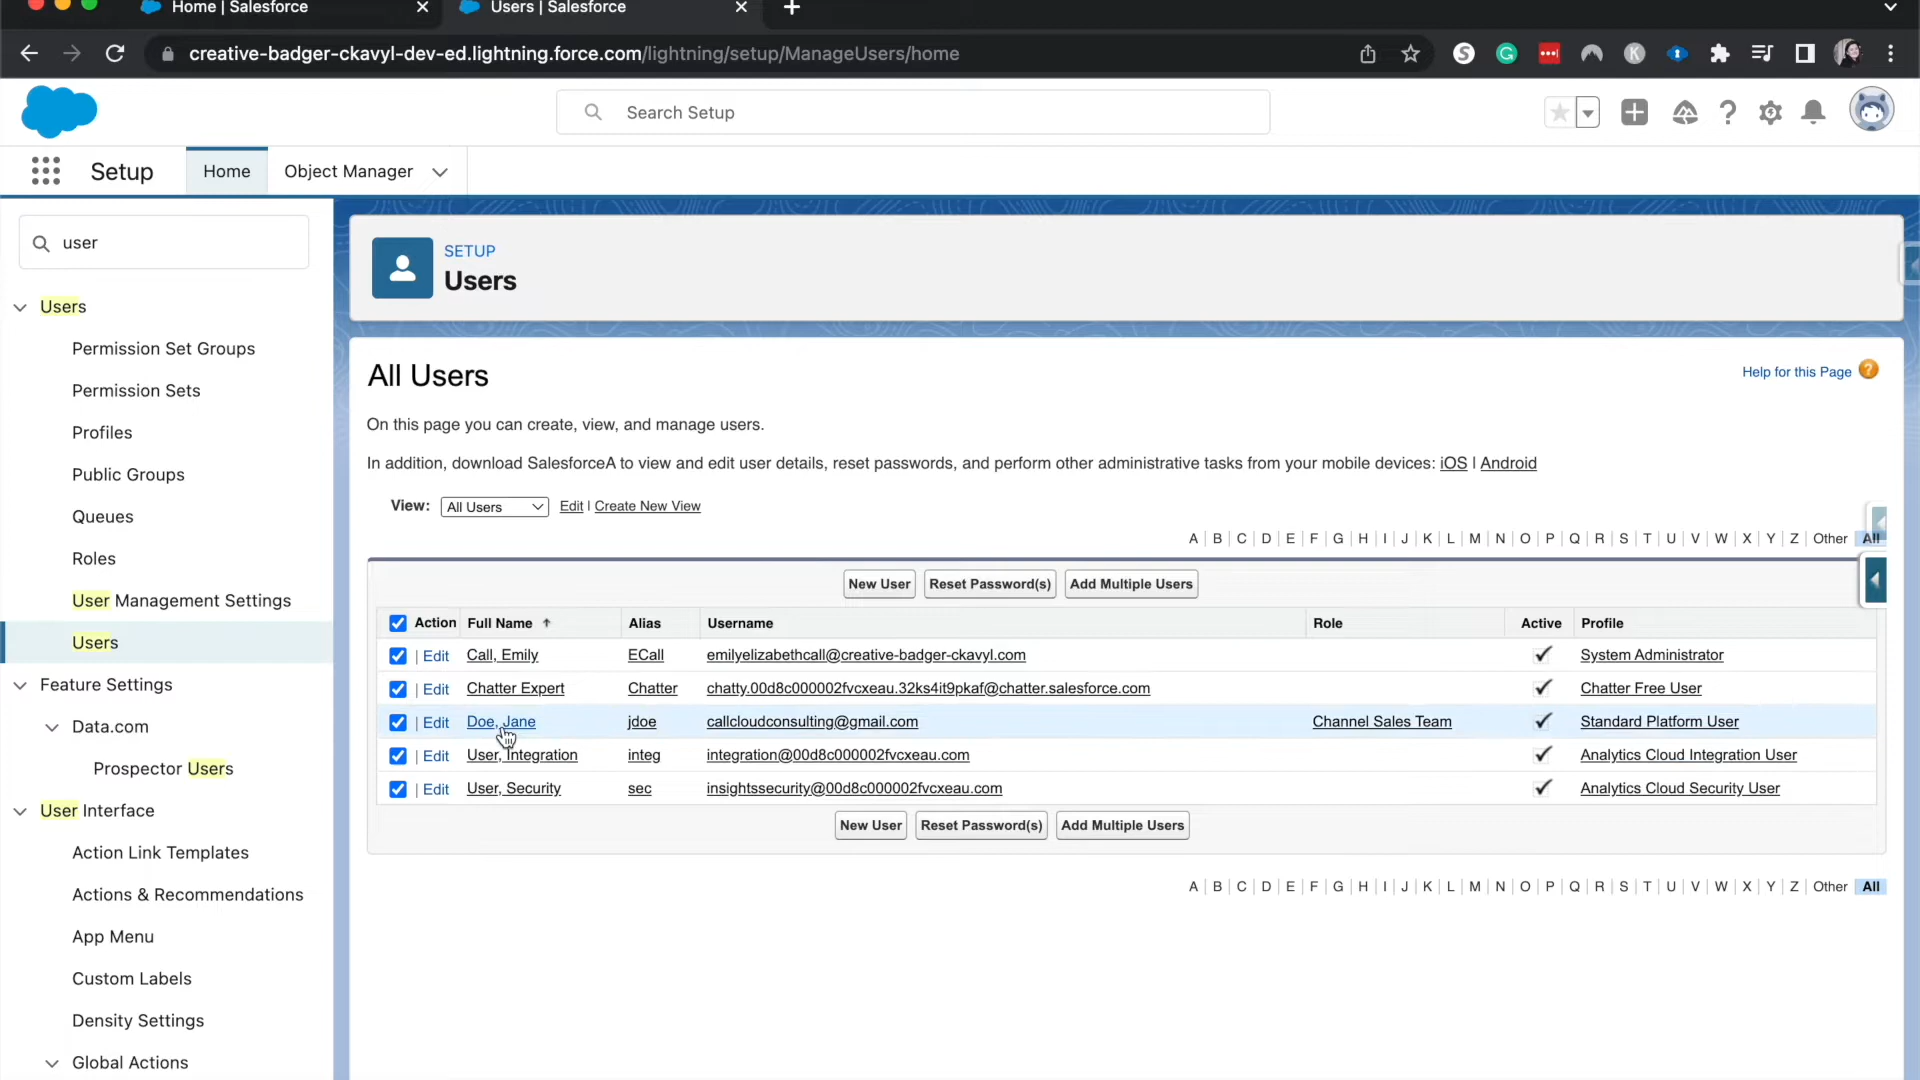 Home | Salesforce
Users | Salesforce
creative-badger-ckavyl-dev-ed.lightning.force.com/lightning/setup/ManageUsers/home
Search Setup
Setup
Home
Object Manager
user
Users
Permission Set Groups
Permission Sets
Profiles
Public Groups
Queues
Roles
User Management Settings
Users
Feature Settings
Data.com
Prospector Users
User Interface
Action Link Templates
Actions & Recommendations
App Menu
Custom Labels
Density Settings
Global Actions
SETUP
Users
All Users
Help for this Page ?
On this page you can create, view, and manage users.
In addition, download SalesforceA to view and edit user details, reset passwords, and perform other administrative tasks from your mobile devices: iOS | Android
View: All Users Edit | Create New View
A | B | C | D | E | F | G | H | I | J | K | L | M | N | O | P | Q | R | S | T | U | V | W | X | Y | Z | Other | All
New User Reset Password(s) Add Multiple Users
Action Full Name Alias Username Role Active Profile
| Edit Call, Emily ECall emilyelizabethcall@creative-badger-ckavyl.com System Administrator
| Edit Chatter Expert Chatter chatty.00d8c000002fvcxeau.32ks4it9pkaf@chatter.salesforce.com Chatter Free User
| Edit Doe, Jane jdoe callcloudconsulting@gmail.com Channel Sales Team Standard Platform User
| Edit User, Integration integ integration@00d8c000002fvcxeau.com Analytics Cloud Integration User
| Edit User, Security sec insightssecurity@00d8c000002fvcxeau.com Analytics Cloud Security User
New User Reset Password(s) Add Multiple Users
A | B | C | D | E | F | G | H | I | J | K | L | M | N | O | P | Q | R | S | T | U | V | W | X | Y | Z | Other | All